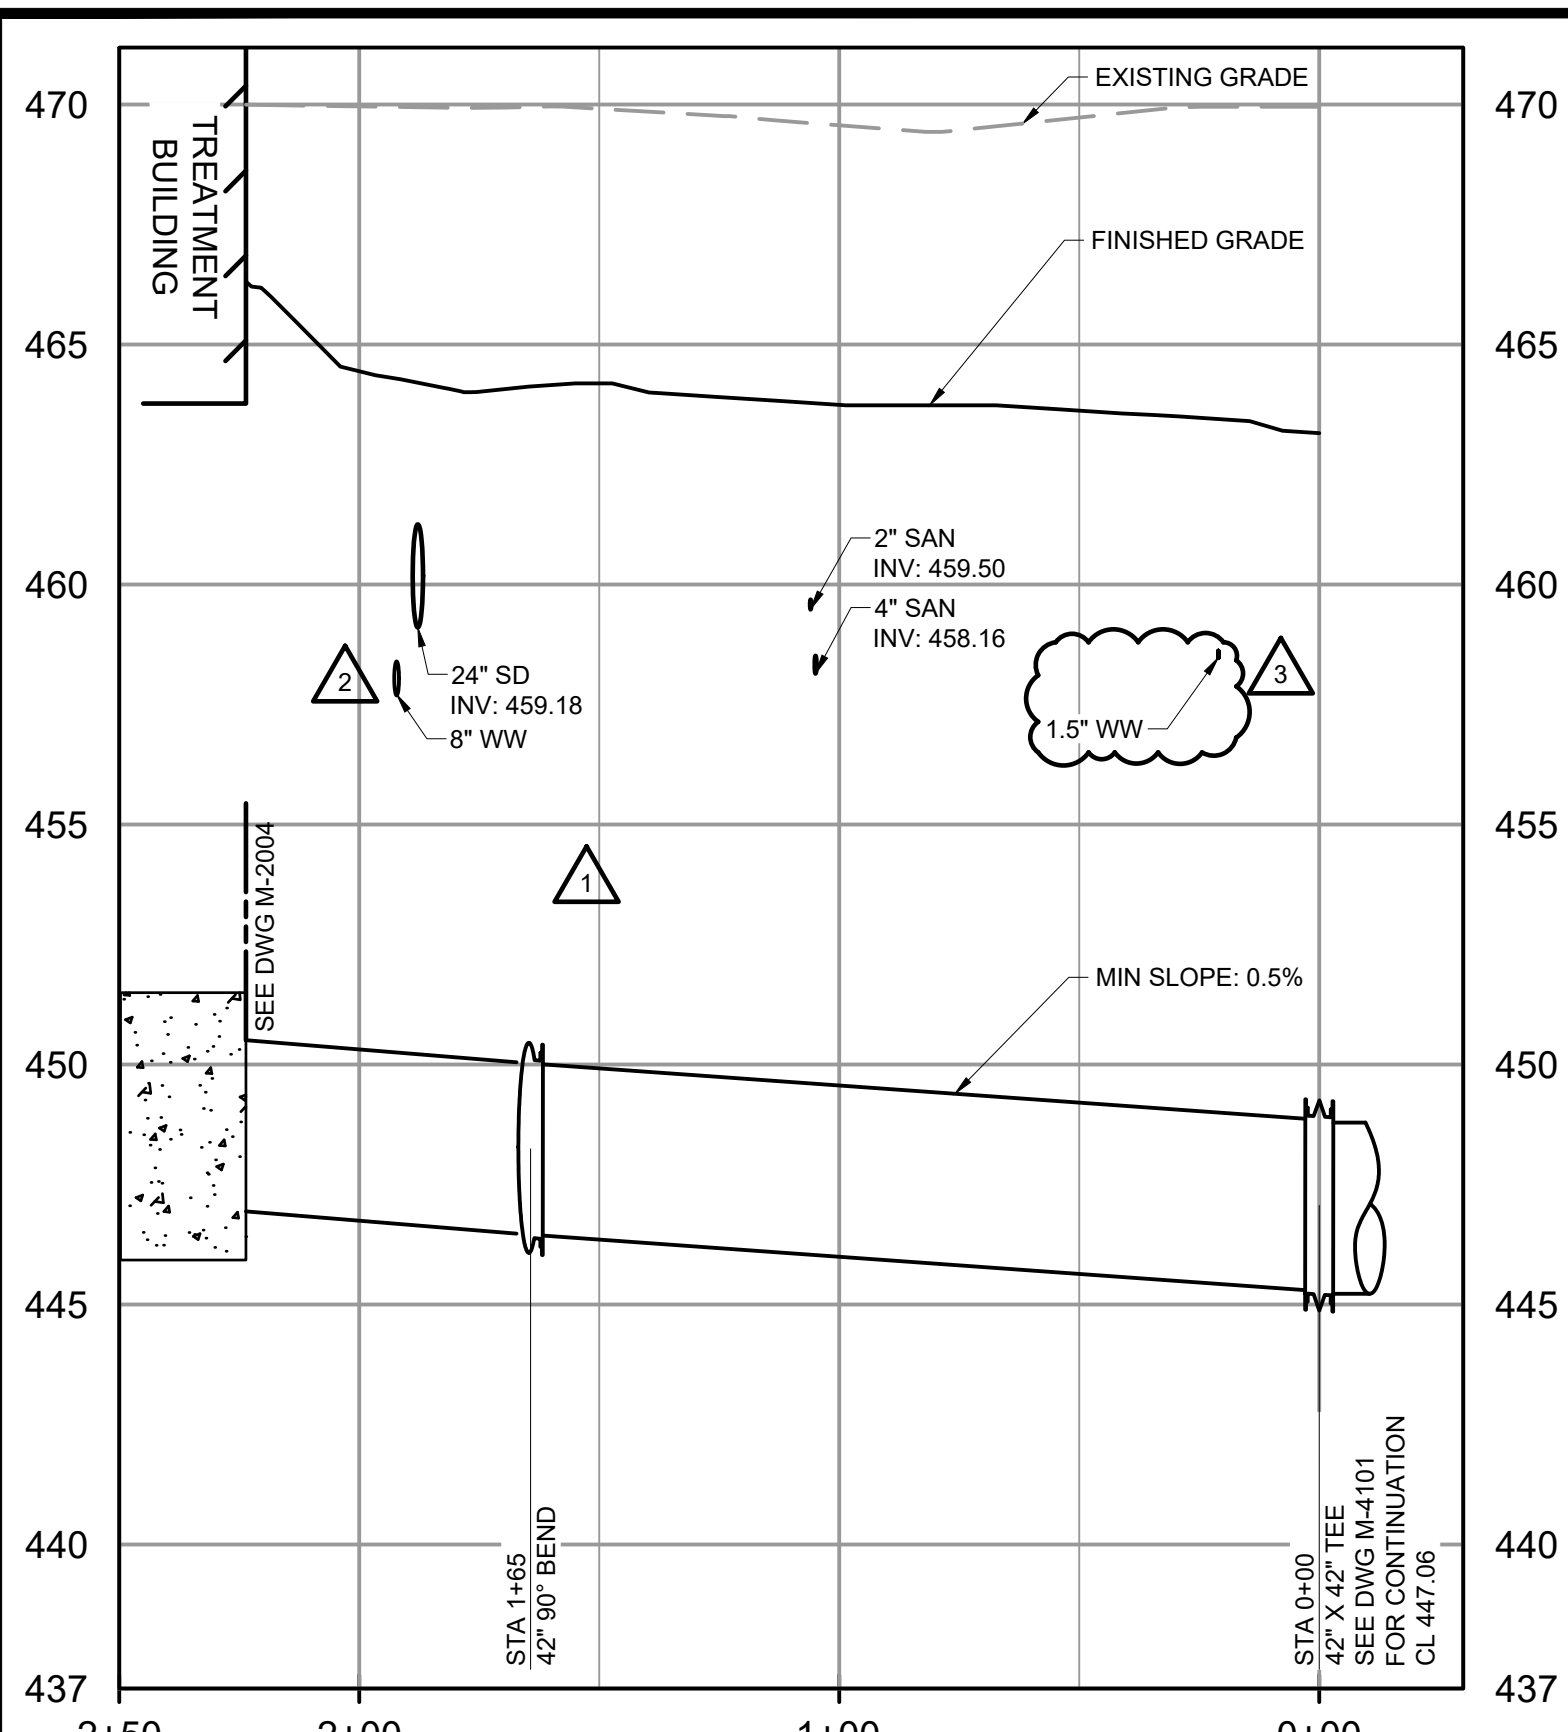 470
470
EXISTING GRADE
TREATMENT
BUILDING
FINISHED GRADE
465
465
2" SAN
INV: 459.50
460
460
4" SAN
INV: 458.16
24" SD
INV: 459.18
8" WW
2
3
1.5" WW
455
455
SEE DWG M-2004
1
MIN SLOPE: 0.5%
450
450
445
445
440
440
STA 1+65
42" 90° BEND
STA 0+00
42" X 42" TEE
SEE DWG M-4101
FOR CONTINUATION
CL 447.06
437
437
2+50
2+00
1+00
0+00